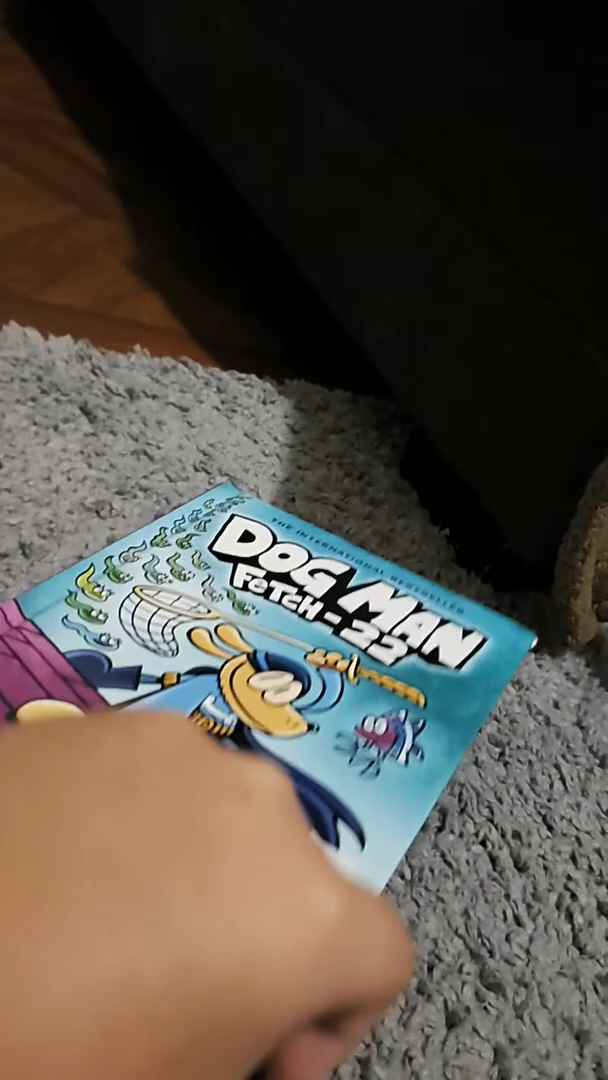 THE INTERNATIONAL BESTSELLER
DOG MAN
FETCH-22